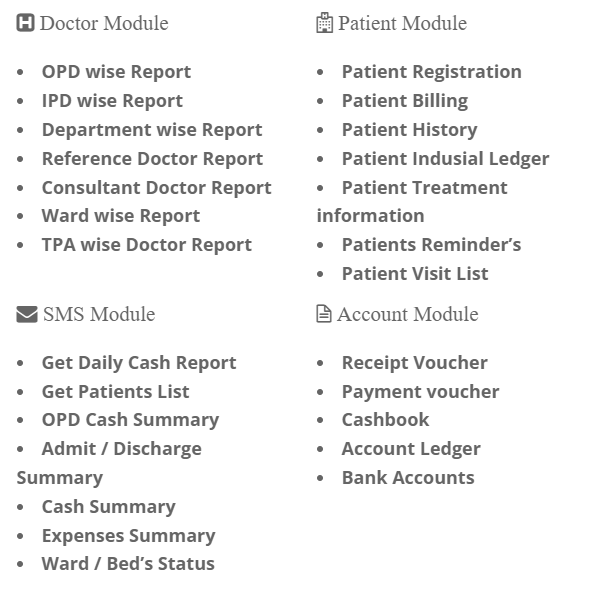 Doctor Module
• OPD wise Report
• IPD wise Report
• Department wise Report
• Reference Doctor Report
• Consultant Doctor Report
• Ward wise Report
• TPA wise Doctor Report
Patient Module
• Patient Registration
• Patient Billing
• Patient History
• Patient Indusial Ledger
• Patient Treatment
information
• Patients Reminder’s
• Patient Visit List
SMS Module
• Get Daily Cash Report
• Get Patients List
• OPD Cash Summary
• Admit / Discharge
Summary
• Cash Summary
• Expenses Summary
• Ward / Bed’s Status
Account Module
• Receipt Voucher
• Payment voucher
• Cashbook
• Account Ledger
• Bank Accounts